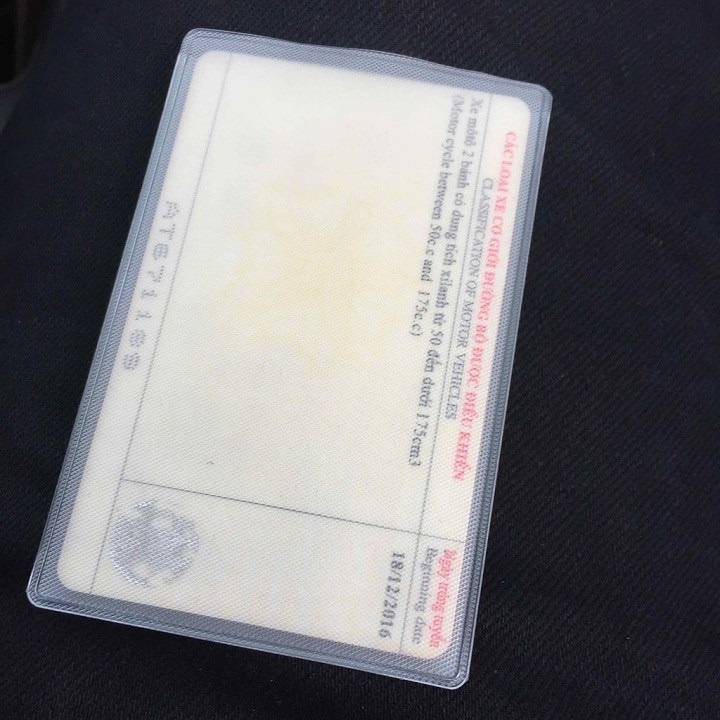 CÁC LOẠI XE CƠ GIỚI ĐƯỜNG BỘ ĐƯỢC ĐIỀU KHIỂN
CLASSIFICATION OF MOTOR VEHICLES
Ngày trúng tuyển
Beginning date
Xe môtô 2 bánh có dung tích xilanh từ 50 đến dưới 175cm3
(Motor cycle between 50c.c and 175c.c)
18/12/2016